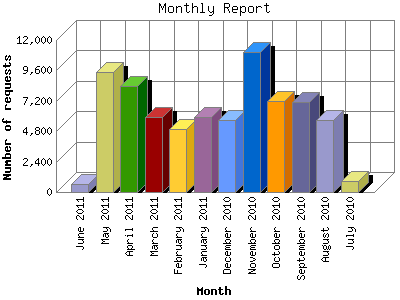 Monthly Report
12,000
9,600
7,200
4,800
2,400
0
Number of requests
June 2011
May 2011
April 2011
March 2011
February 2011
January 2011
December 2010
November 2010
October 2010
September 2010
August 2010
July 2010
Month